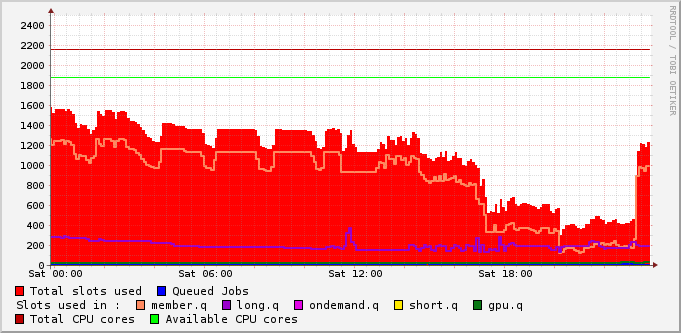 2400
2200
2000
1800
1600
1400
1200
1000
800
600
400
200
0
Sat 00:00 Sat 06:00 Sat 12:00 Sat 18:00
RRDTOOL / TOBI OETIKER
Total slots used Queued Jobs
Slots used in : member.q long.q ondemand.q short.q gpu.q
Total CPU cores Available CPU cores